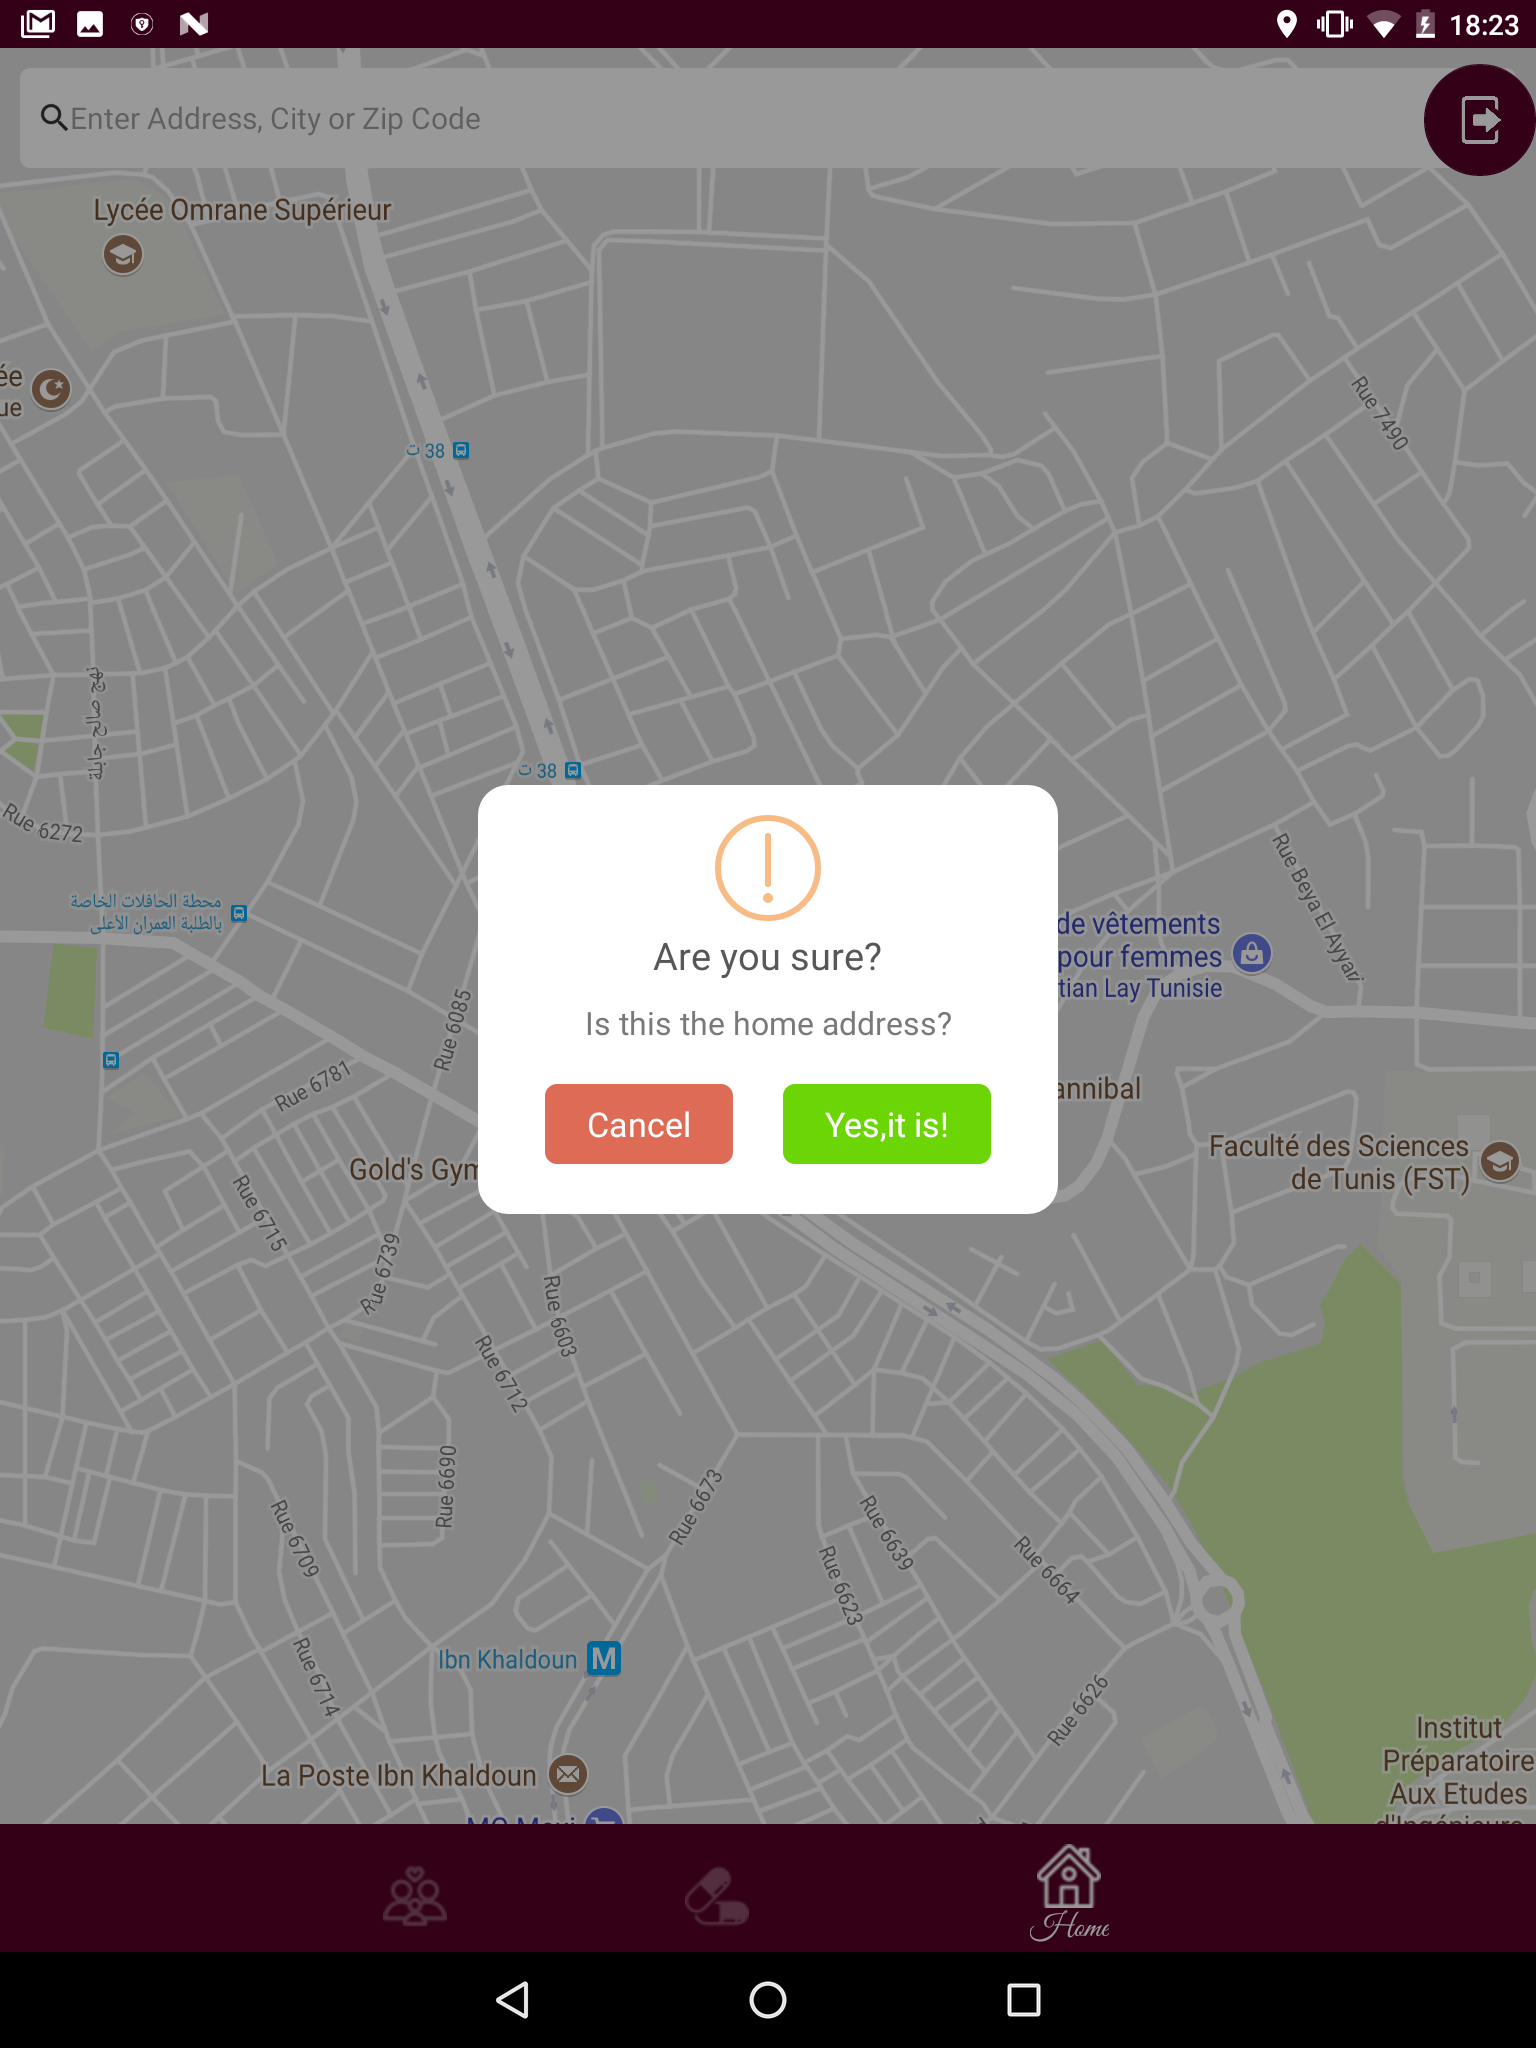 18:23
Enter Address, City or Zip Code
Lycée Omrane Supérieur
ée
ue
Rue 7490
ت 38
نهج صالح جابلة
ت 38
Rue 6272
Rue Beya El Ayyari
محطة الحافلات الخاصة
بالطلبة العمران الأعلى
de vêtements
pour femmes
tian Lay Tunisie
Are you sure?
Is this the home address?
Cancel
Yes,it is!
Rue 6085
Rue 6781
annibal
Faculté des Sciences
de Tunis (FST)
Gold's Gym
Rue 6715
Rue 6739
Rue 6603
Rue 6712
Rue 6690
Rue 6673
Rue 6709
Rue 6639
Rue 6664
Rue 6623
Ibn Khaldoun M
Rue 6714
Rue 6626
Institut
Préparatoire
Aux Etudes
d'Ingénieurs
La Poste Ibn Khaldoun
Home